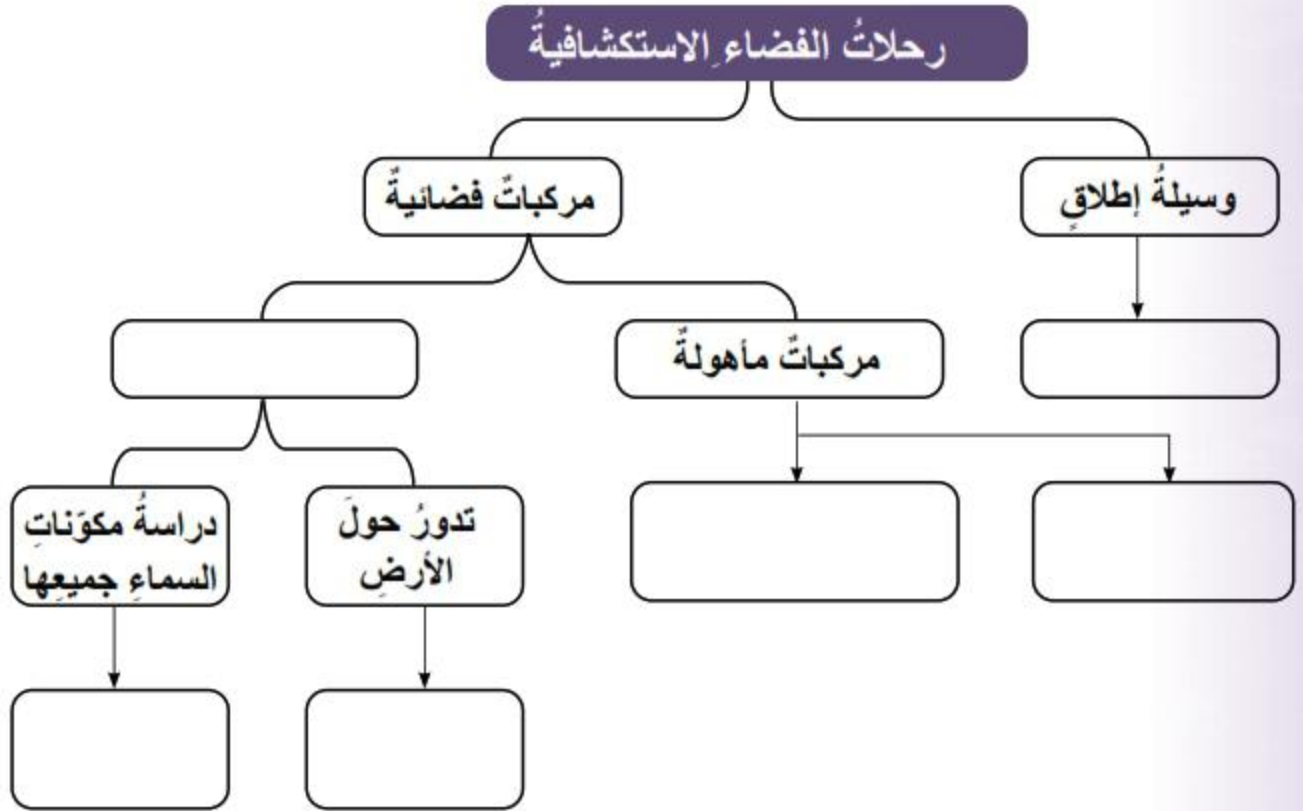 رحلاتُ الفضاءِ الاستكشافيةُ
وسيلةُ إطلاقٍ
مركباتٌ فضائيةٌ
مركباتٌ مأهولةٌ
تدورُ حولَ
الأرضِ
دراسةُ مكوّناتِ
السماءِ جميعِها